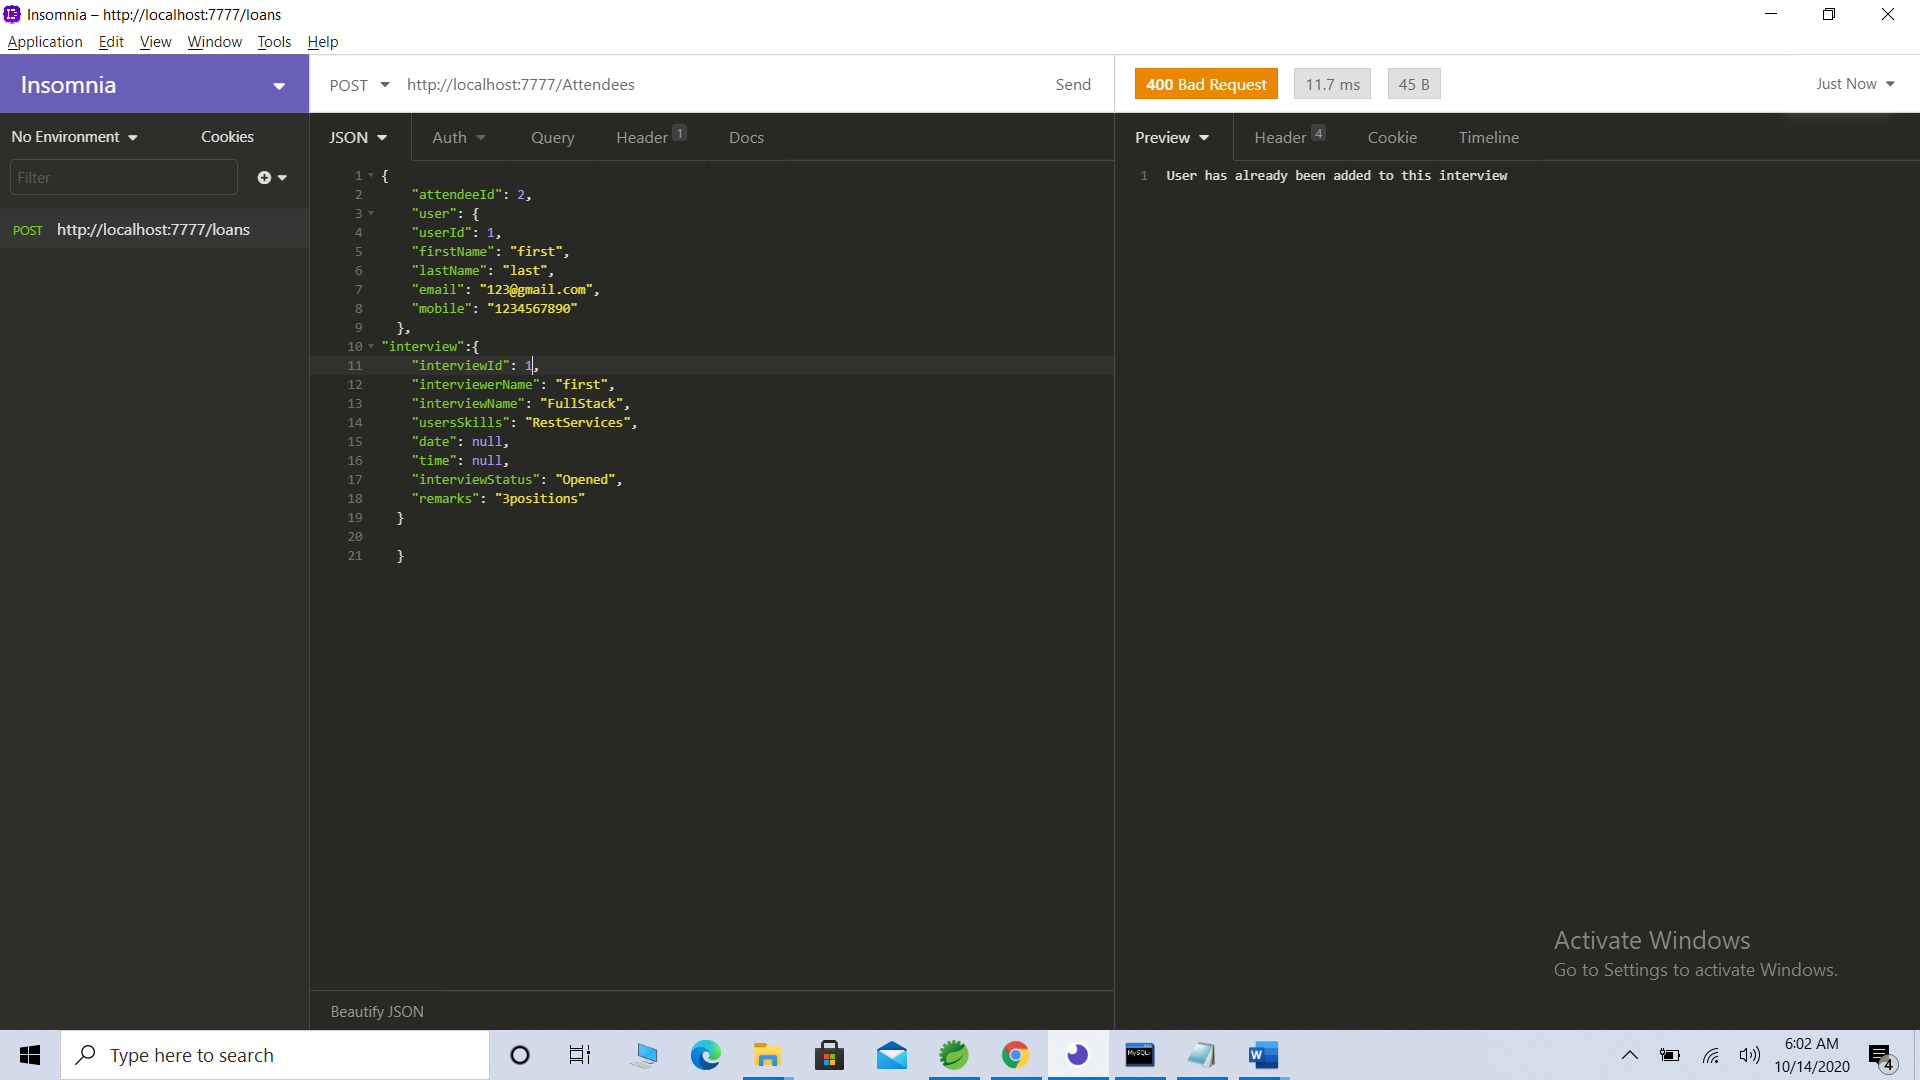 Insomnia – http://localhost:7777/loans
Application Edit View Window Tools Help
Insomnia
POST http://localhost:7777/Attendees Send
400 Bad Request 11.7 ms 45 B Just Now
No Environment Cookies
JSON Auth Query Header 1 Docs
Preview Header 4 Cookie Timeline
Filter
POST http://localhost:7777/loans
1 {
2 "attendeeId": 2,
3 "user": {
4 "userId": 1,
5 "firstName": "first",
6 "lastName": "last",
7 "email": "123@gmail.com",
8 "mobile": "1234567890"
9 },
10 "interview":{
11 "interviewId": 1,
12 "interviewerName": "first",
13 "interviewName": "FullStack",
14 "usersSkills": "RestServices",
15 "date": null,
16 "time": null,
17 "interviewStatus": "Opened",
18 "remarks": "3positions"
19 }
20
21 }
1 User has already been added to this interview
Activate Windows
Go to Settings to activate Windows.
Beautify JSON
Type here to search
MySQL
W
6:02 AM
10/14/2020
4